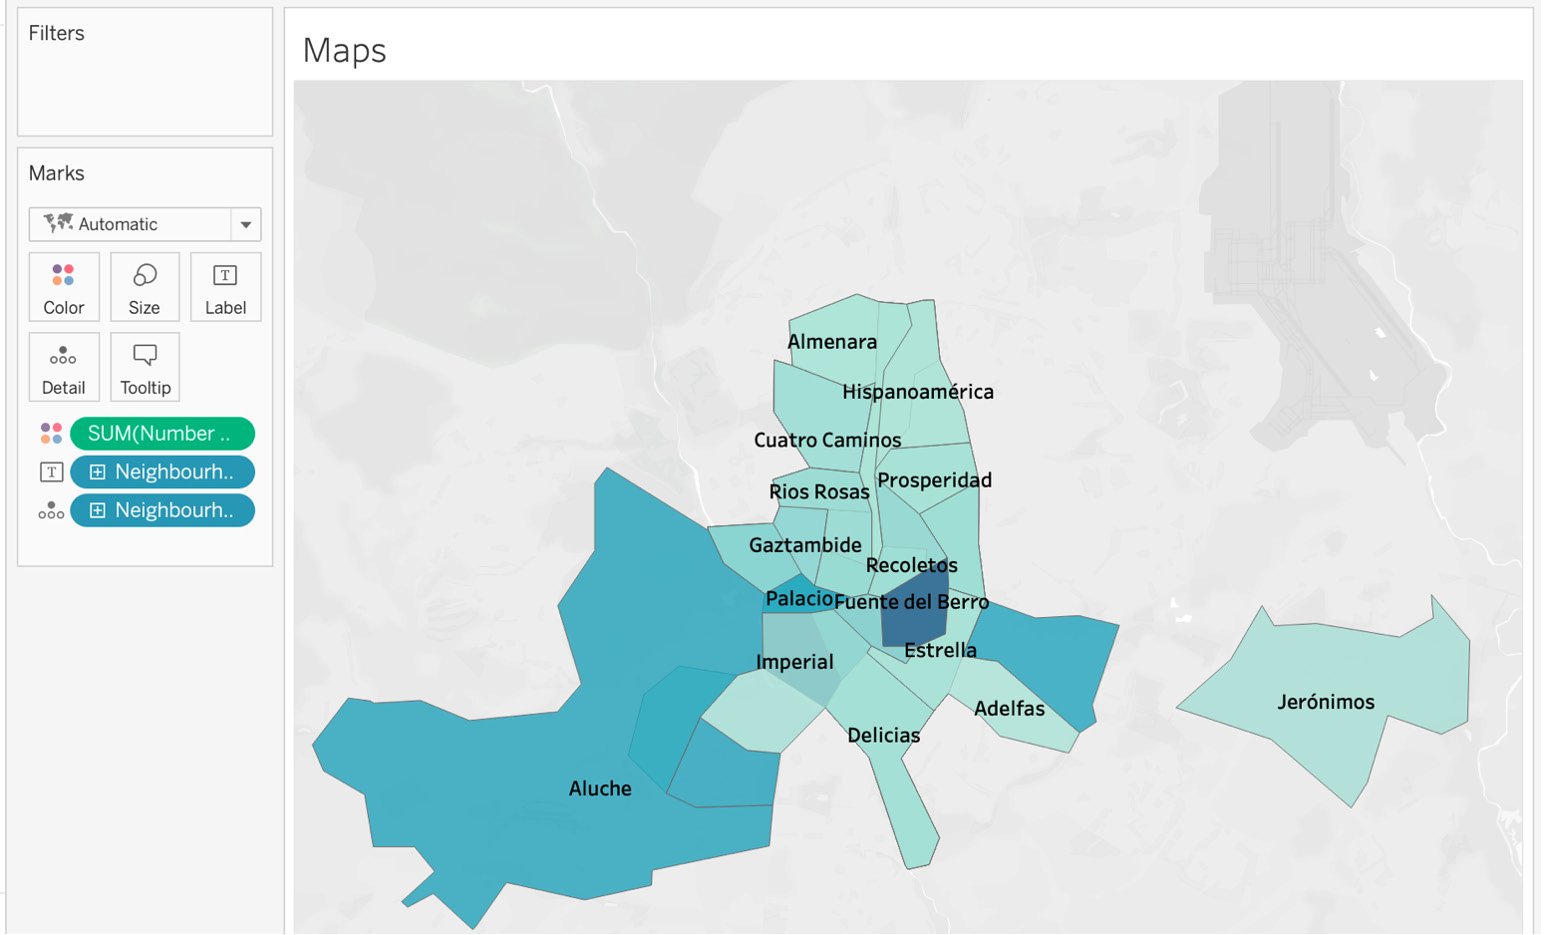 Filters
Marks
Automatic
Color
Size
T
Label
Detail
Tooltip
SUM(Number ..
T
Neighbourh..
Neighbourh..
Maps
Almenara
Hispanoamérica
Cuatro Caminos
Prosperidad
Rios Rosas
Gaztambide
Recoletos
Palacio
Fuente del Berro
Estrella
Imperial
Jerónimos
Adelfas
Delicias
Aluche